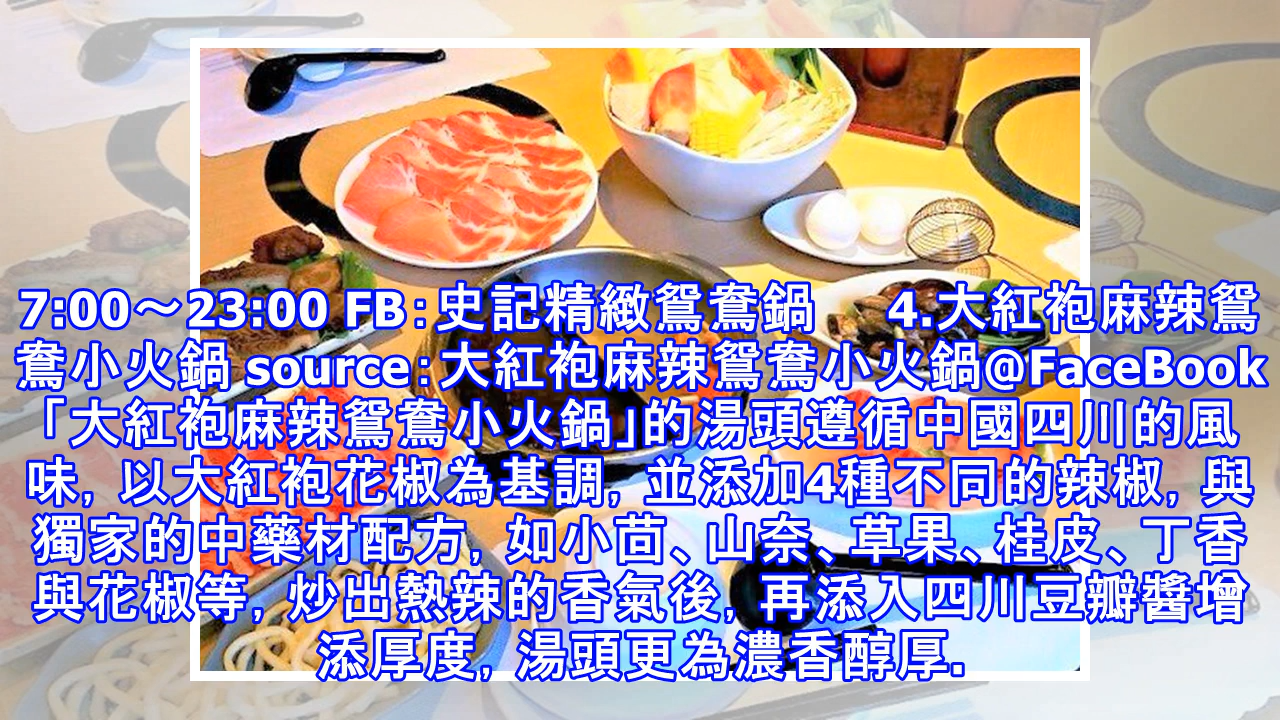 7:00～23:00 FB：史記精緻鴛鴦鍋　 4.大紅袍麻辣鴛
鴦小火鍋 source：大紅袍麻辣鴛鴦小火鍋@FaceBook
「大紅袍麻辣鴛鴦小火鍋」的湯頭遵循中國四川的風
味, 以大紅袍花椒為基調, 並添加4種不同的辣椒, 與
獨家的中藥材配方, 如小茴、山奈、草果、桂皮、丁香
與花椒等, 炒出熱辣的香氣後, 再添入四川豆瓣醬增
添厚度, 湯頭更為濃香醇厚.